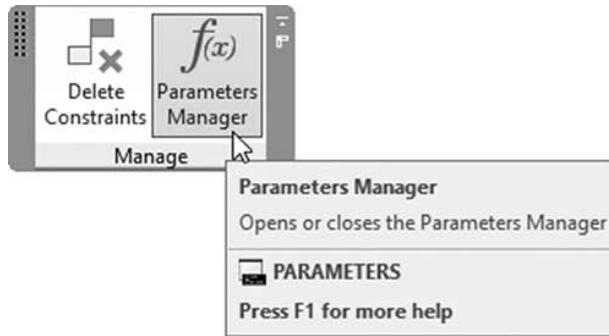 f(x)
Delete
Constraints
Parameters
Manager
Manage
Parameters Manager
Opens or closes the Parameters Manager
PARAMETERS
Press F1 for more help